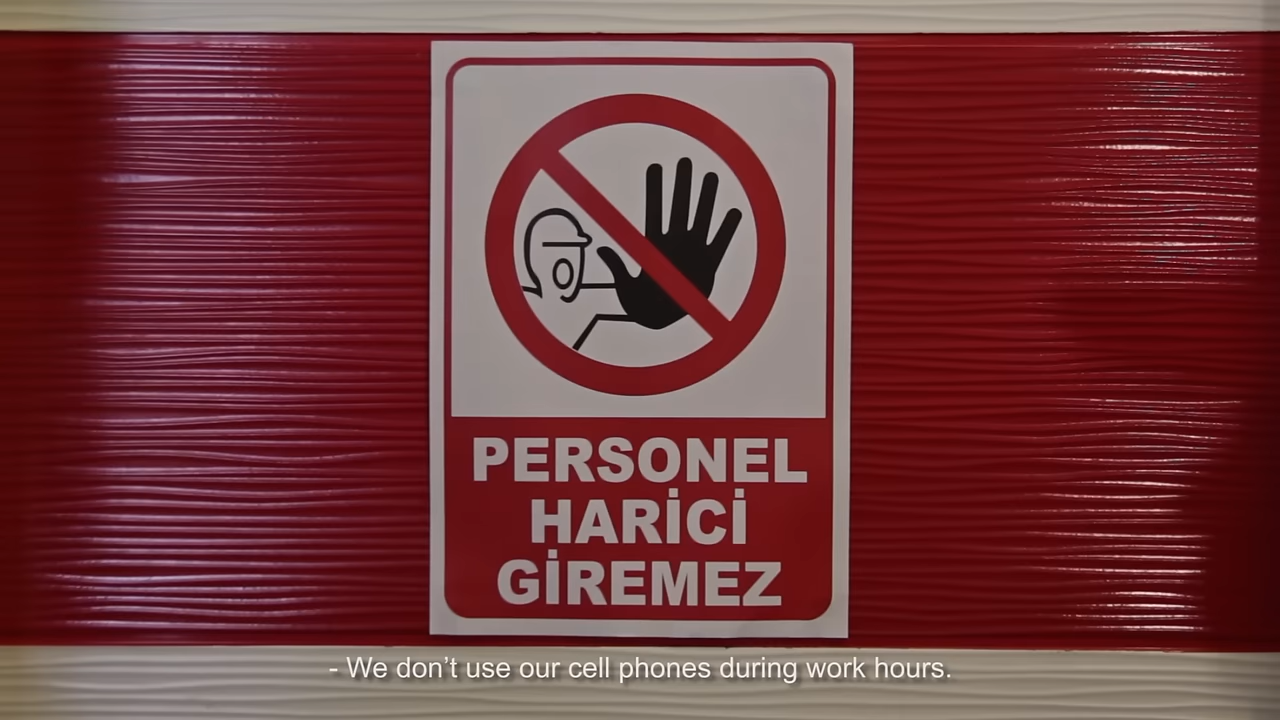 PERSONEL
HARİCİ
GİREMEZ
- We don't use our cell phones during work hours.